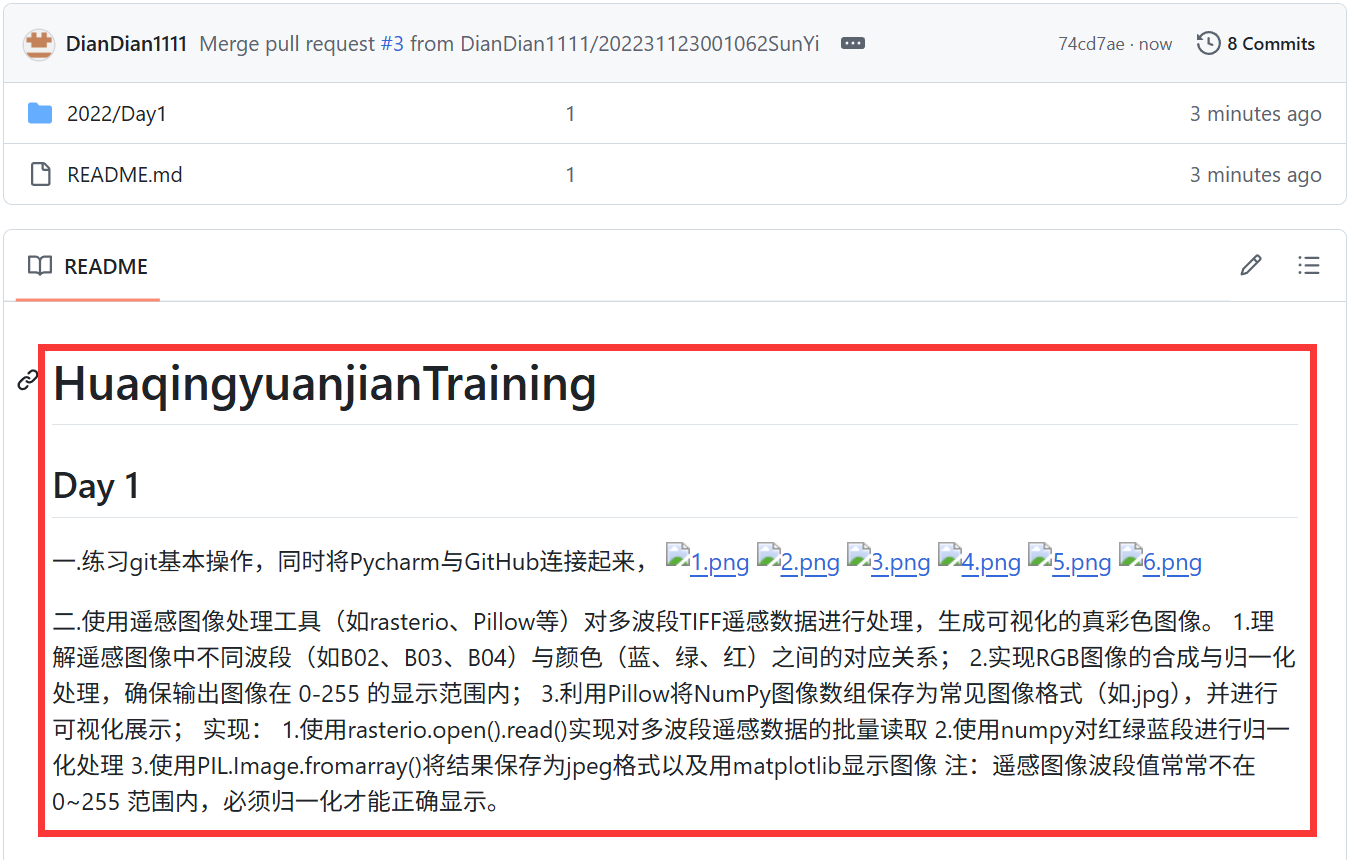 DianDian1111 Merge pull request #3 from DianDian1111/202231123001062SunYi 74cd7ae · now 8 Commits
2022/Day1 1 3 minutes ago
README.md 1 3 minutes ago
README
HuaqingyuanjianTraining
Day 1
一.练习git基本操作，同时将Pycharm与GitHub连接起来， 1.png 2.png 3.png 4.png 5.png 6.png
二.使用遥感图像处理工具（如rasterio、Pillow等）对多波段TIFF遥感数据进行处理，生成可视化的真彩色图像。 1.理
解遥感图像中不同波段（如B02、B03、B04）与颜色（蓝、绿、红）之间的对应关系； 2.实现RGB图像的合成与归一化
处理，确保输出图像在 0-255 的显示范围内； 3.利用Pillow将NumPy图像数组保存为常见图像格式（如.jpg），并进行
可视化展示； 实现： 1.使用rasterio.open().read()实现对多波段遥感数据的批量读取 2.使用numpy对红绿蓝段进行归一
化处理 3.使用PIL.Image.fromarray()将结果保存为jpeg格式以及用matplotlib显示图像 注：遥感图像波段值常常不在
0~255 范围内，必须归一化才能正确显示。